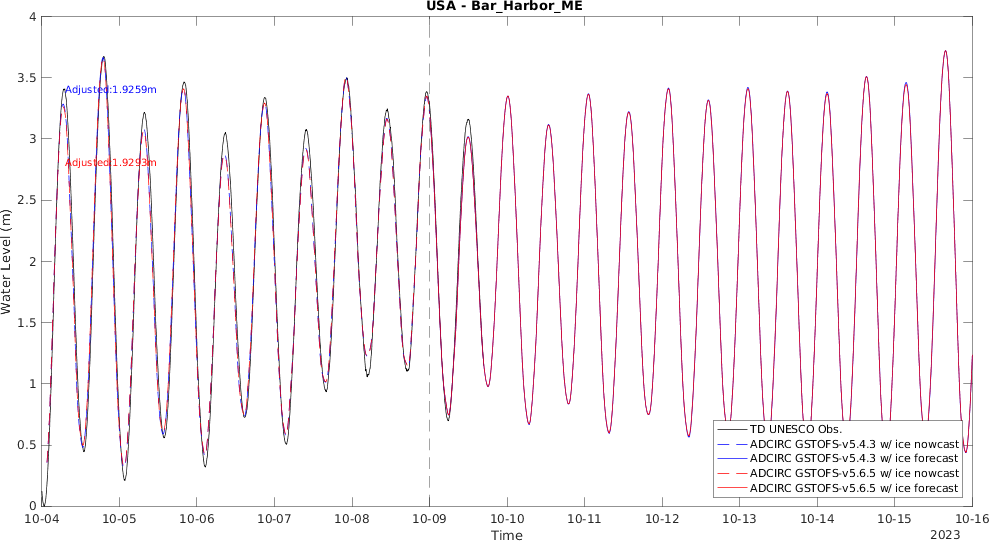 USA - Bar_Harbor_ME
4
3.5
3
2.5
2
1.5
1
0.5
0
Water Level (m)
Adjusted:1.9259m
Adjusted:1.9293m
TD UNESCO Obs.
ADCIRC GSTOFS-v5.4.3 w/ ice nowcast
ADCIRC GSTOFS-v5.4.3 w/ ice forecast
ADCIRC GSTOFS-v5.6.5 w/ ice nowcast
ADCIRC GSTOFS-v5.6.5 w/ ice forecast
10-04 10-05 10-06 10-07 10-08 10-09 10-10 10-11 10-12 10-13 10-14 10-15 10-16
Time
2023